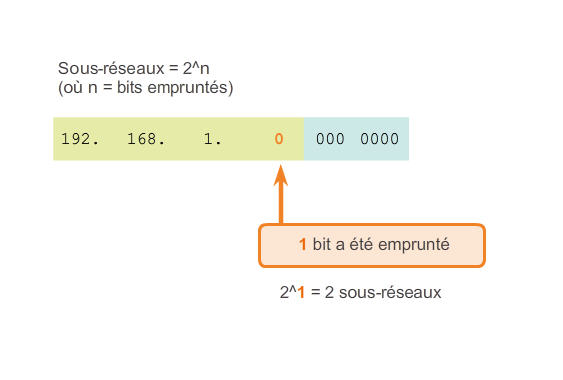 Sous-réseaux = 2^n
(où n = bits empruntés)
192. 168. 1. 0 000 0000
1 bit a été emprunté
2^1 = 2 sous-réseaux